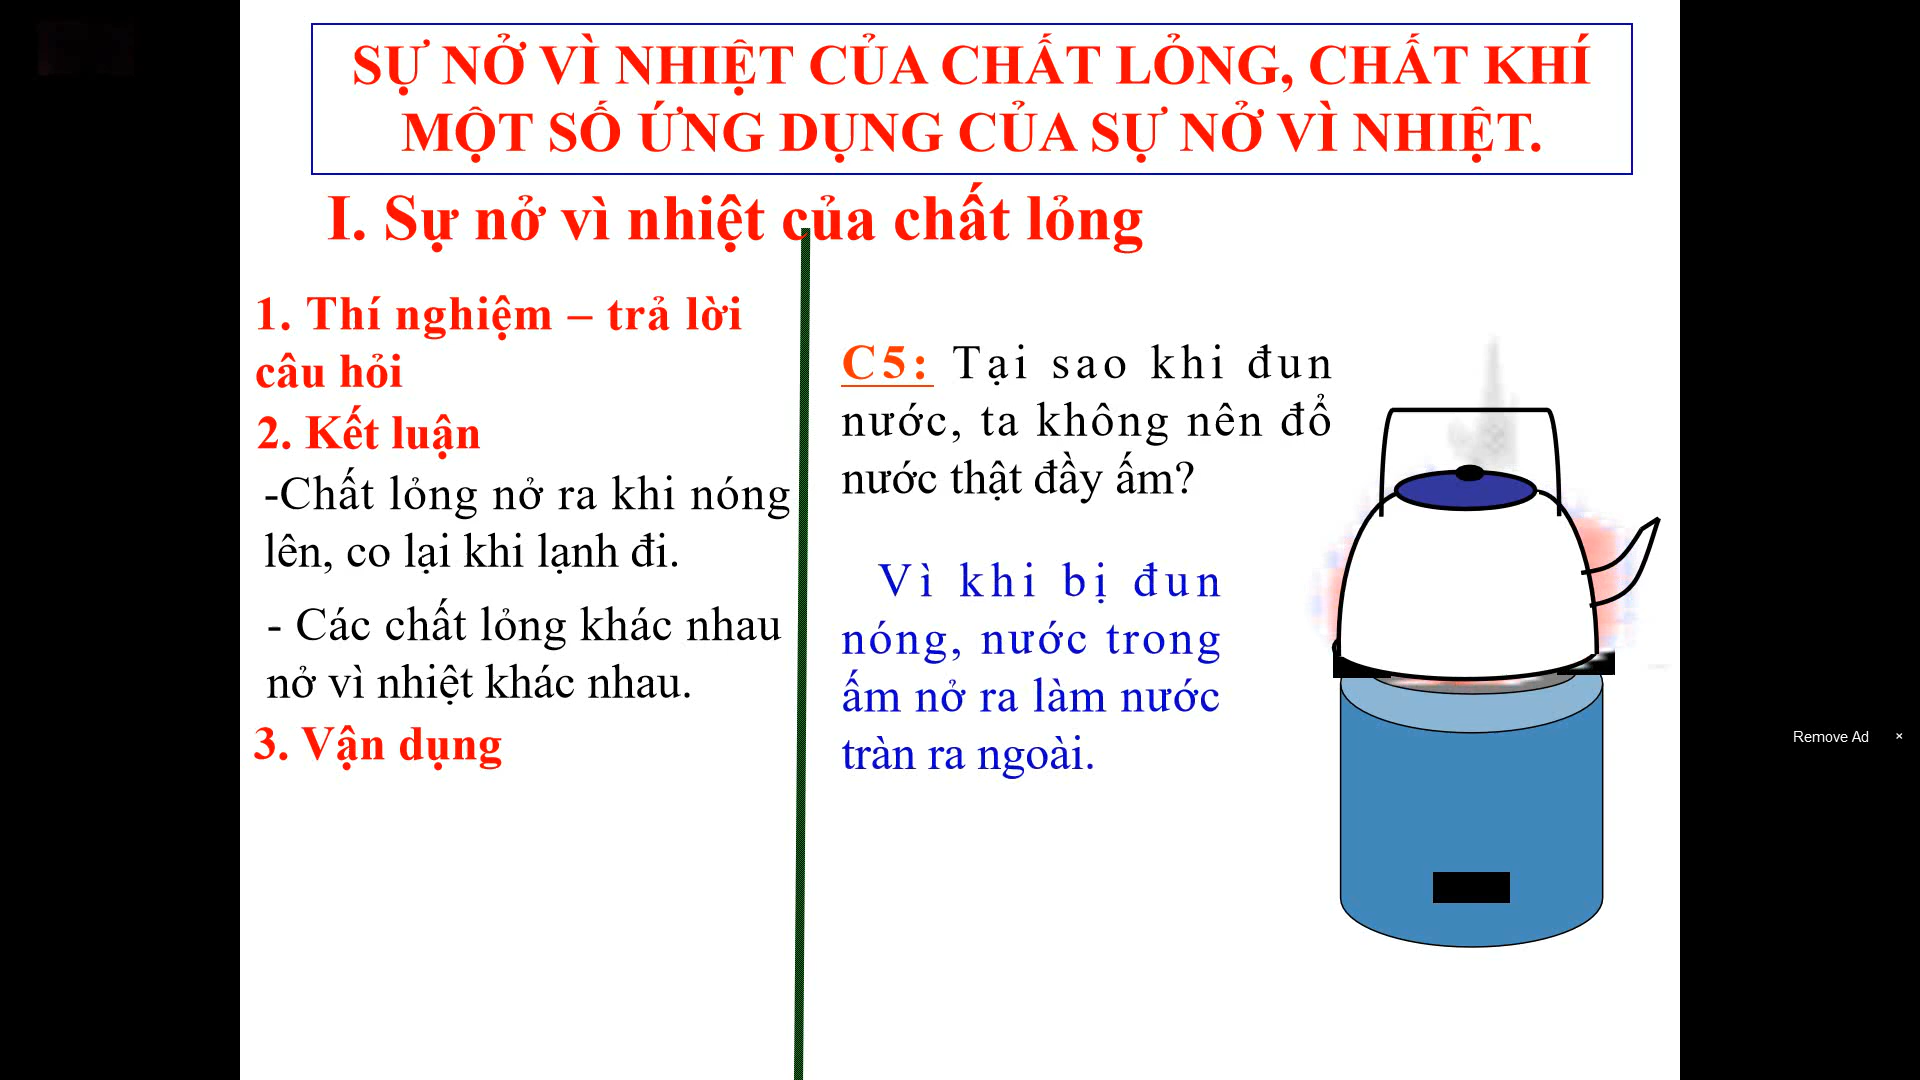 SỰ NỞ VÌ NHIỆT CỦA CHẤT LỎNG, CHẤT KHÍ
MỘT SỐ ỨNG DỤNG CỦA SỰ NỞ VÌ NHIỆT.
I. Sự nở vì nhiệt của chất lỏng
1. Thí nghiệm – trả lời
câu hỏi
2. Kết luận
-Chất lỏng nở ra khi nóng
lên, co lại khi lạnh đi.
- Các chất lỏng khác nhau
nở vì nhiệt khác nhau.
3. Vận dụng
C5: Tại sao khi đun
nước, ta không nên đổ
nước thật đầy ấm?
Vì khi bị đun
nóng, nước trong
ấm nở ra làm nước
tràn ra ngoài.
Remove Ad ×